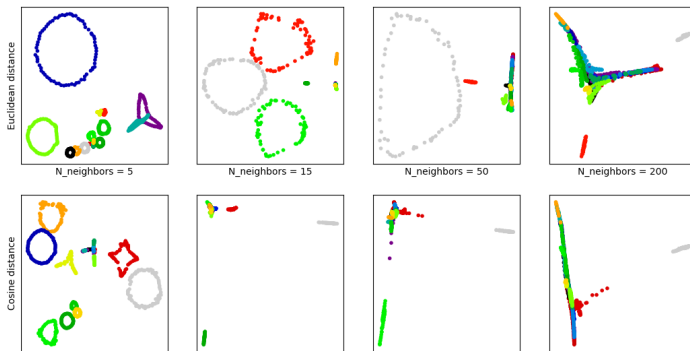 Euclidean distance
N_neighbors = 5
N_neighbors = 15
N_neighbors = 50
N_neighbors = 200
Cosine distance